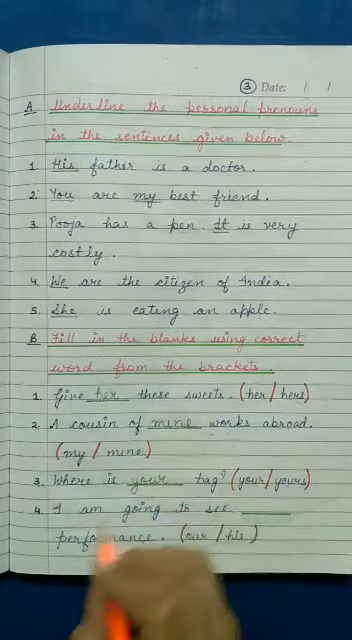 3 Date: / /
A Underline the personal pronouns
in the sentences given below.
1. His father is a doctor.
2. You are my best friend.
3. Pooja has a pen. It is very
costly.
4. We are the citizen of India.
5. She is eating an apple.
B Fill in the blanks using correct
word from the brackets.
1. Give her these sweets. (her/hers)
2. A cousin of mine works abroad.
(my/mine)
3. Where is your bag? (your/yours)
4. I am going to see ______
performance. (our/his)